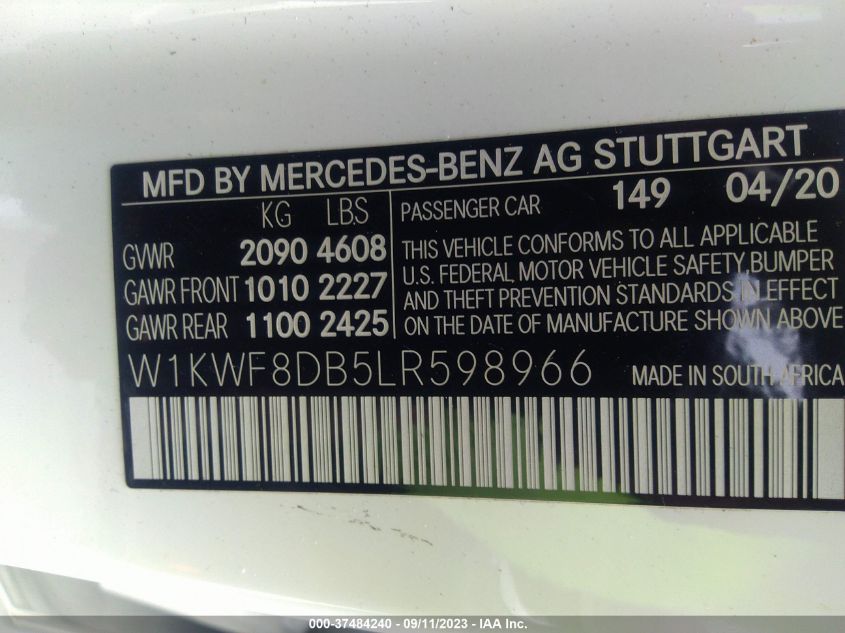 MFD BY MERCEDES-BENZ AG STUTTGART
KG LBS
GVWR 2090 4608
GAWR FRONT 1010 2227
GAWR REAR 1100 2425
PASSENGER CAR 149 04/20
THIS VEHICLE CONFORMS TO ALL APPLICABLE
U.S. FEDERAL MOTOR VEHICLE SAFETY, BUMPER
AND THEFT PREVENTION STANDARDS IN EFFECT
ON THE DATE OF MANUFACTURE SHOWN ABOVE
W1KWF8DB5LR598966 MADE IN SOUTH AFRICA
000-37484240 - 09/11/2023 - IAA Inc.